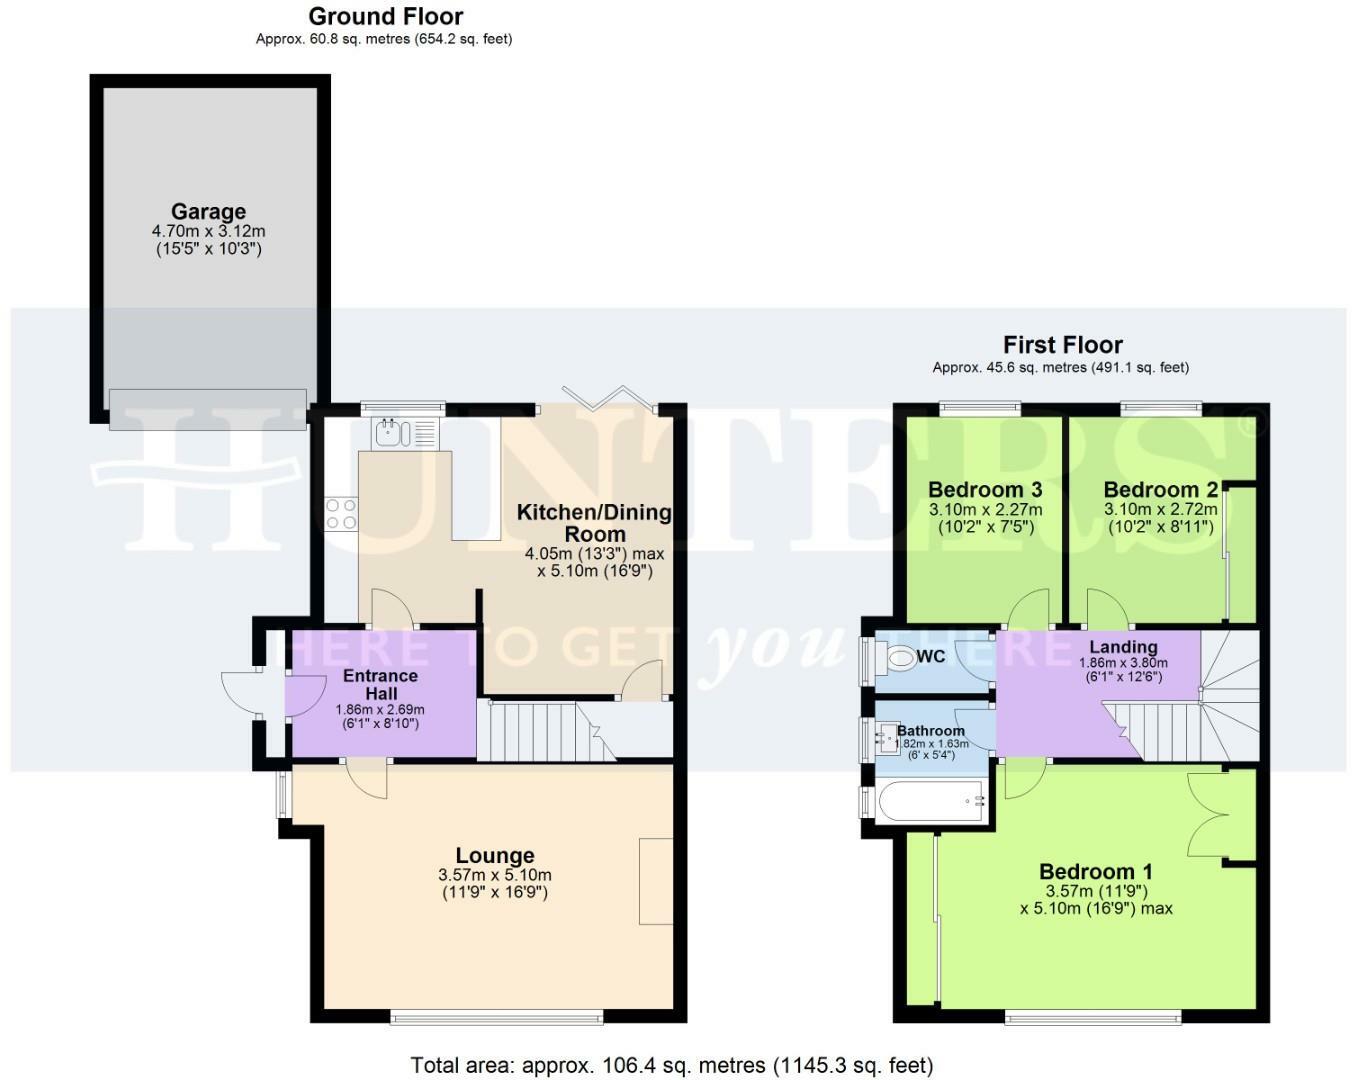 Ground Floor
Approx. 60.8 sq. metres (654.2 sq. feet)
Garage
4.70m x 3.12m
(15'5" x 10'3")
First Floor
Approx. 45.6 sq. metres (491.1 sq. feet)
HUNTERS®
HERE TO GET you THERE
Kitchen/Dining
Room
4.05m (13'3") max
x 5.10m (16'9")
Bedroom 3
3.10m x 2.27m
(10'2" x 7'5")
Bedroom 2
3.10m x 2.72m
(10'2" x 8'11")
Entrance
Hall
1.86m x 2.69m
(6'1" x 8'10")
WC
Landing
1.86m x 3.80m
(6'1" x 12'6")
Bathroom
1.82m x 1.63m
(6' x 5'4")
Lounge
3.57m x 5.10m
(11'9" x 16'9")
Bedroom 1
3.57m (11'9")
x 5.10m (16'9") max
Total area: approx. 106.4 sq. metres (1145.3 sq. feet)